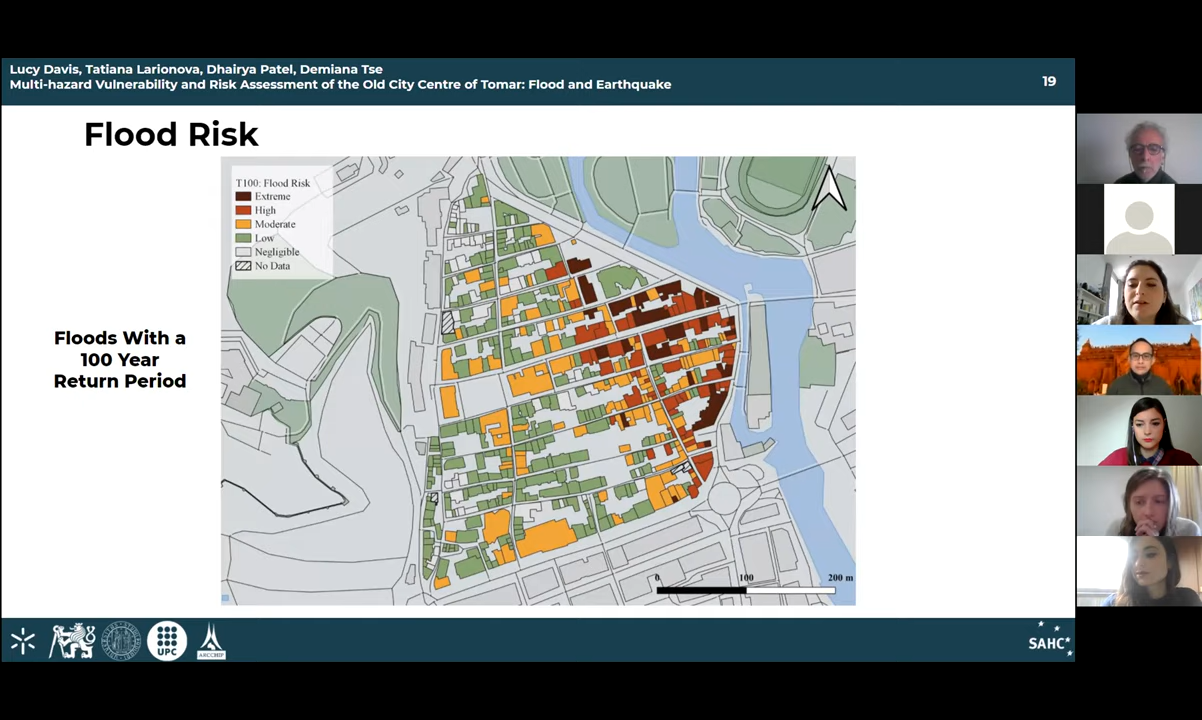 Lucy Davis, Tatiana Larionova, Dhairya Patel, Demiana Tse
Multi-hazard Vulnerability and Risk Assessment of the Old City Centre of Tomar: Flood and Earthquake
19
Flood Risk
T100: Flood Risk
Extreme
High
Moderate
Low
Negligible
No Data
Floods With a
100 Year
Return Period
0 100 200 m
UPC
ARCCHIP
SAHC